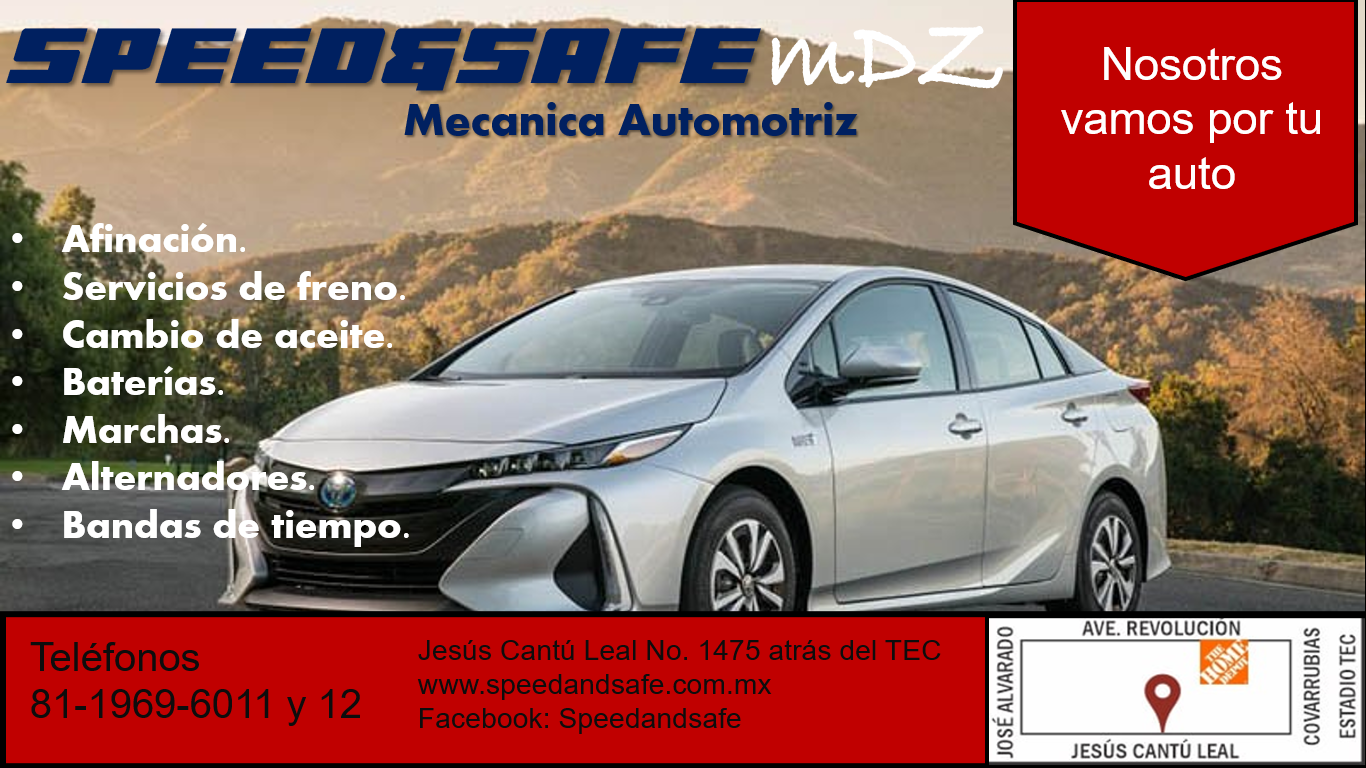 SPEED&SAFE MDZ
Mecanica Automotriz
Nosotros
vamos por tu
auto
• Afinación.
• Servicios de freno.
• Cambio de aceite.
• Baterías.
• Marchas.
• Alternadores.
• Bandas de tiempo.
Teléfonos
81-1969-6011 y 12
Jesús Cantú Leal No. 1475 atrás del TEC
www.speedandsafe.com.mx
Facebook: Speedandsafe
AVE. REVOLUCIÓN
JOSÉ ALVARADO
THE
HOME
DEPOT
COVARRUBIAS
ESTADIO TEC
JESÚS CANTÚ LEAL